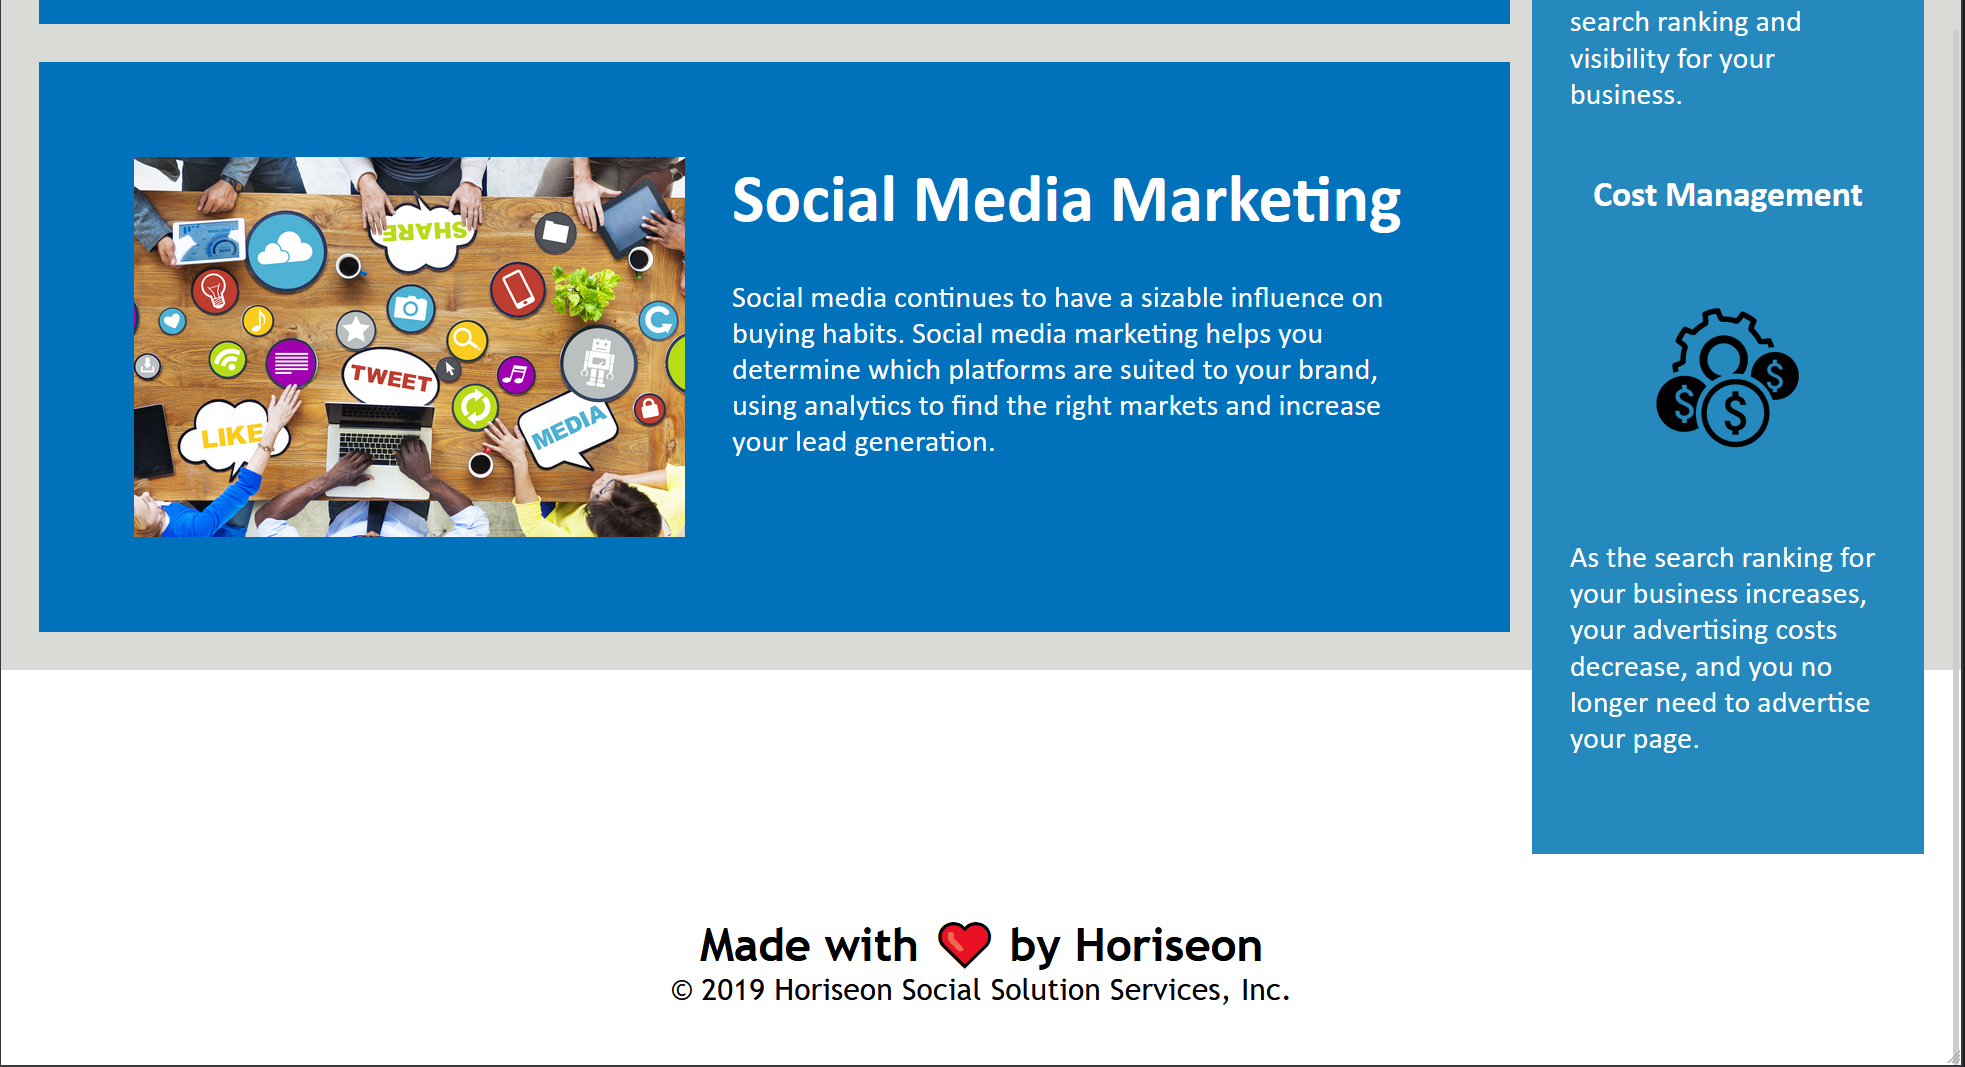 SHARE
TWEET
LIKE
MEDIA
Social Media Marketing
Social media continues to have a sizable influence on
buying habits. Social media marketing helps you
determine which platforms are suited to your brand,
using analytics to find the right markets and increase
your lead generation.
search ranking and
visibility for your
business.
Cost Management
$ $ $
As the search ranking for
your business increases,
your advertising costs
decrease, and you no
longer need to advertise
your page.
Made with ❤️ by Horiseon
© 2019 Horiseon Social Solution Services, Inc.